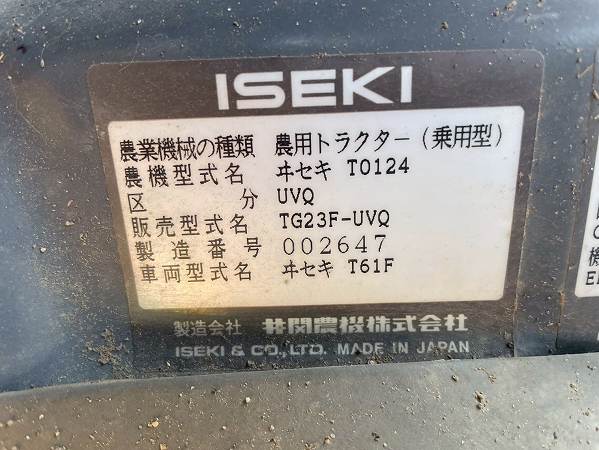 ISEKI
農業機械の種類 農用トラクター(乗用型)
農機型式名 ヰセキ TO124
区分 UVQ
販売型式名 TG23F-UVQ
製造番号 002647
車両型式名 ヰセキ T61F
製造会社 井関農機株式会社
ISEKI & CO.,LTD. MADE IN JAPAN